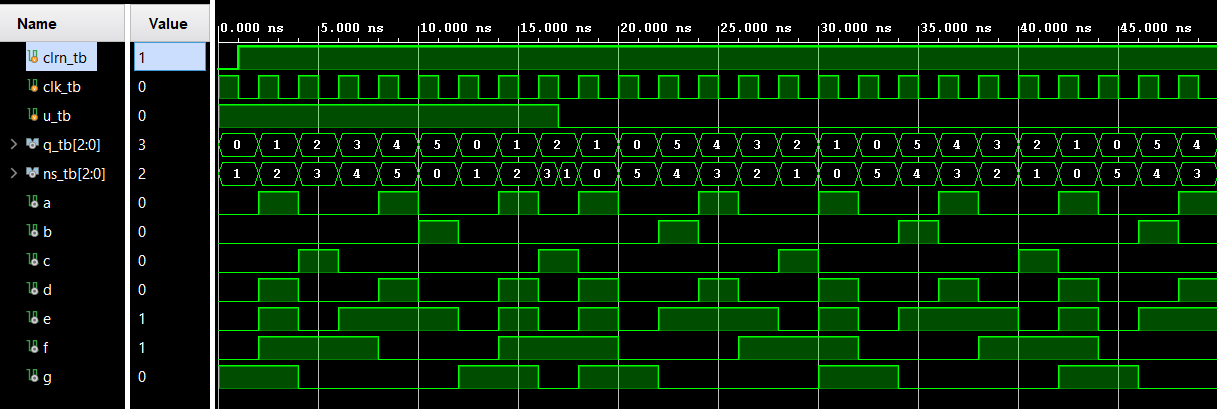 Name Value 0.000 ns 5.000 ns 10.000 ns 15.000 ns 20.000 ns 25.000 ns 30.000 ns 35.000 ns 40.000 ns 45.000 ns
clrn_tb 1
clk_tb 0
u_tb 0
q_tb[2:0] 3 0 1 2 3 4 5 0 1 2 1 0 5 4 3 2 1 0 5 4 3 2 1 0 5 4
ns_tb[2:0] 2 1 2 3 4 5 0 1 2 3 1 0 5 4 3 2 1 0 5 4 3 2 1 0 5 4 3
a 0
b 0
c 0
d 0
e 1
f 1
g 0